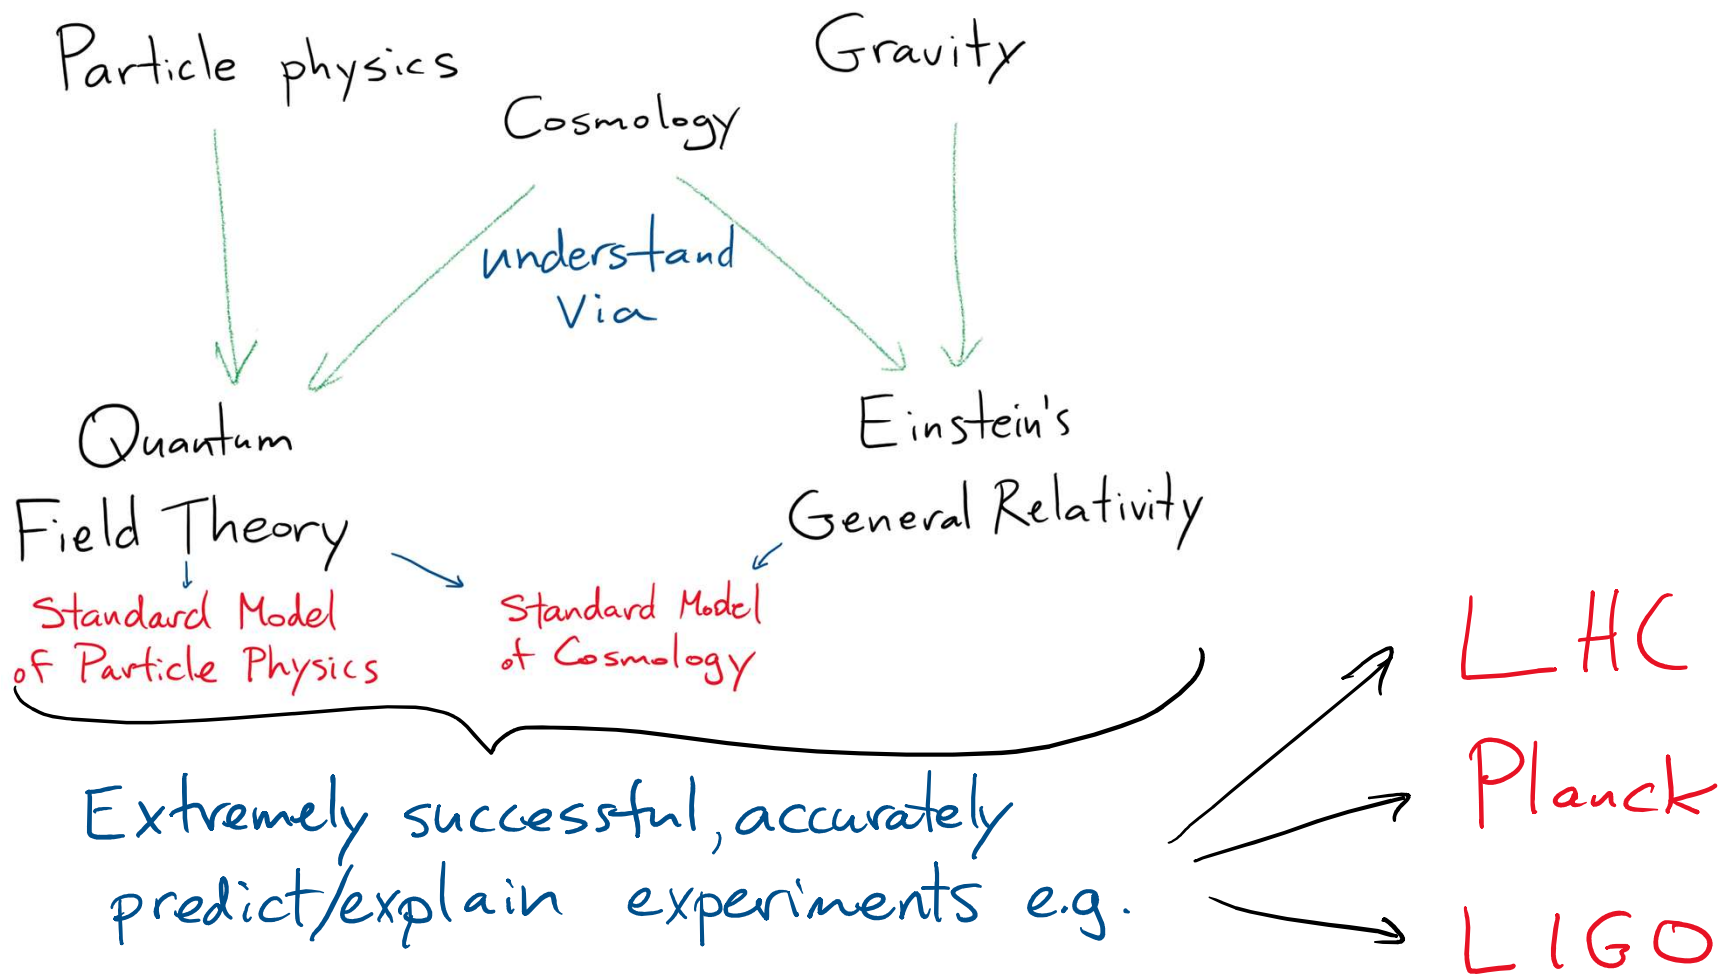 Particle physics
Gravity
Cosmology
understand
Via
Quantum
Field Theory
Einstein's
General Relativity
Standard Model
of Particle Physics
Standard Model
of Cosmology
Extremely successful, accurately
predict/explain experiments e.g.
LHC
Planck
LIGO